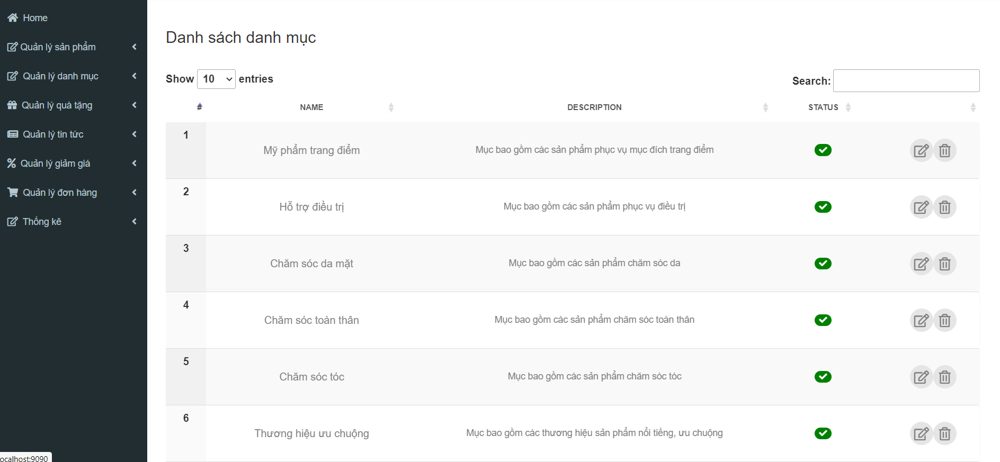 Home
Quản lý sản phẩm
Quản lý danh mục
Quản lý quà tặng
Quản lý tin tức
Quản lý giảm giá
Quản lý đơn hàng
Thống kê
Danh sách danh mục
Show 10 entries
Search:
# NAME DESCRIPTION STATUS
1 Mỹ phẩm trang điểm Mục bao gồm các sản phẩm phục vụ mục đích trang điểm
2 Hỗ trợ điều trị Mục bao gồm các sản phẩm phục vụ điều trị
3 Chăm sóc da mặt Mục bao gồm các sản phẩm chăm sóc da
4 Chăm sóc toàn thân Mục bao gồm các sản phẩm chăm sóc toàn thân
5 Chăm sóc tóc Mục bao gồm các sản phẩm chăm sóc tóc
6 Thương hiệu ưu chuộng Mục bao gồm các thương hiệu sản phẩm nổi tiếng, ưu chuộng
ocalhost:9090